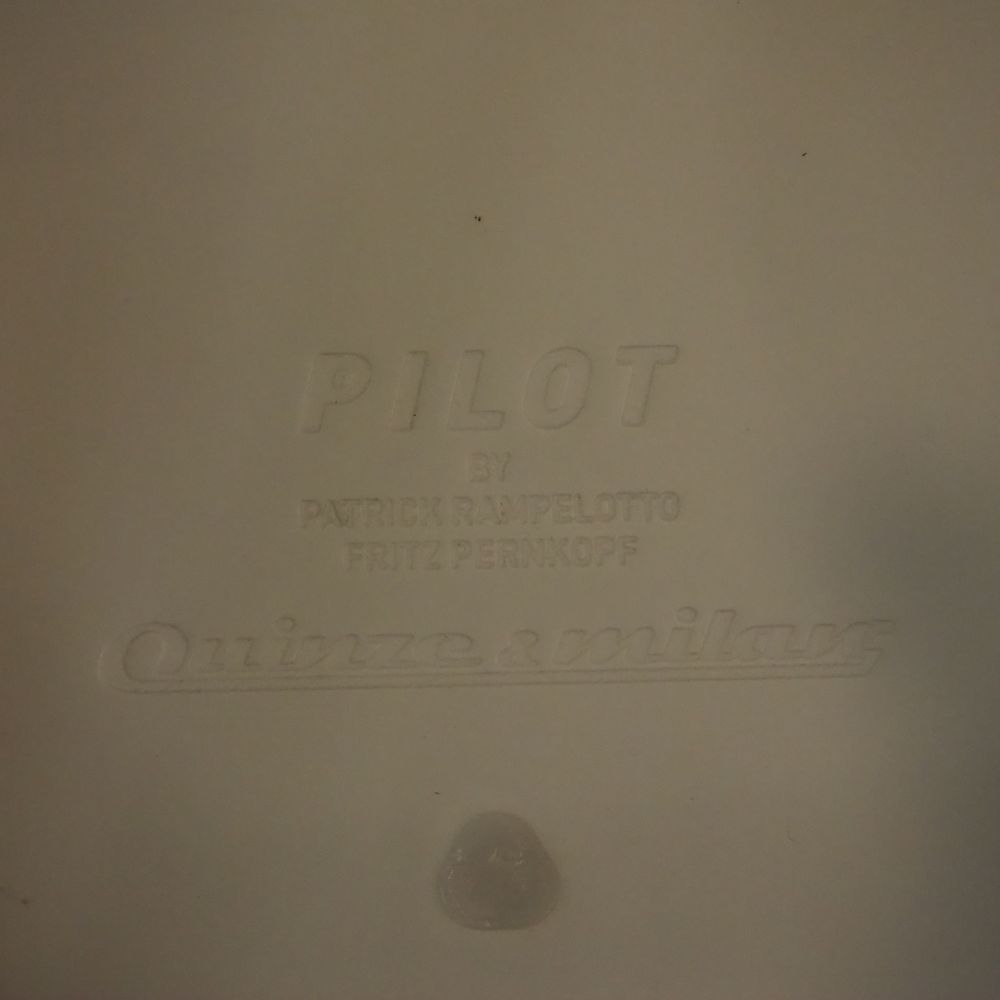 PILOT
BY
PATRICK RAMPELOTTO
FRITZ PERNKOPF
Quinze & milan